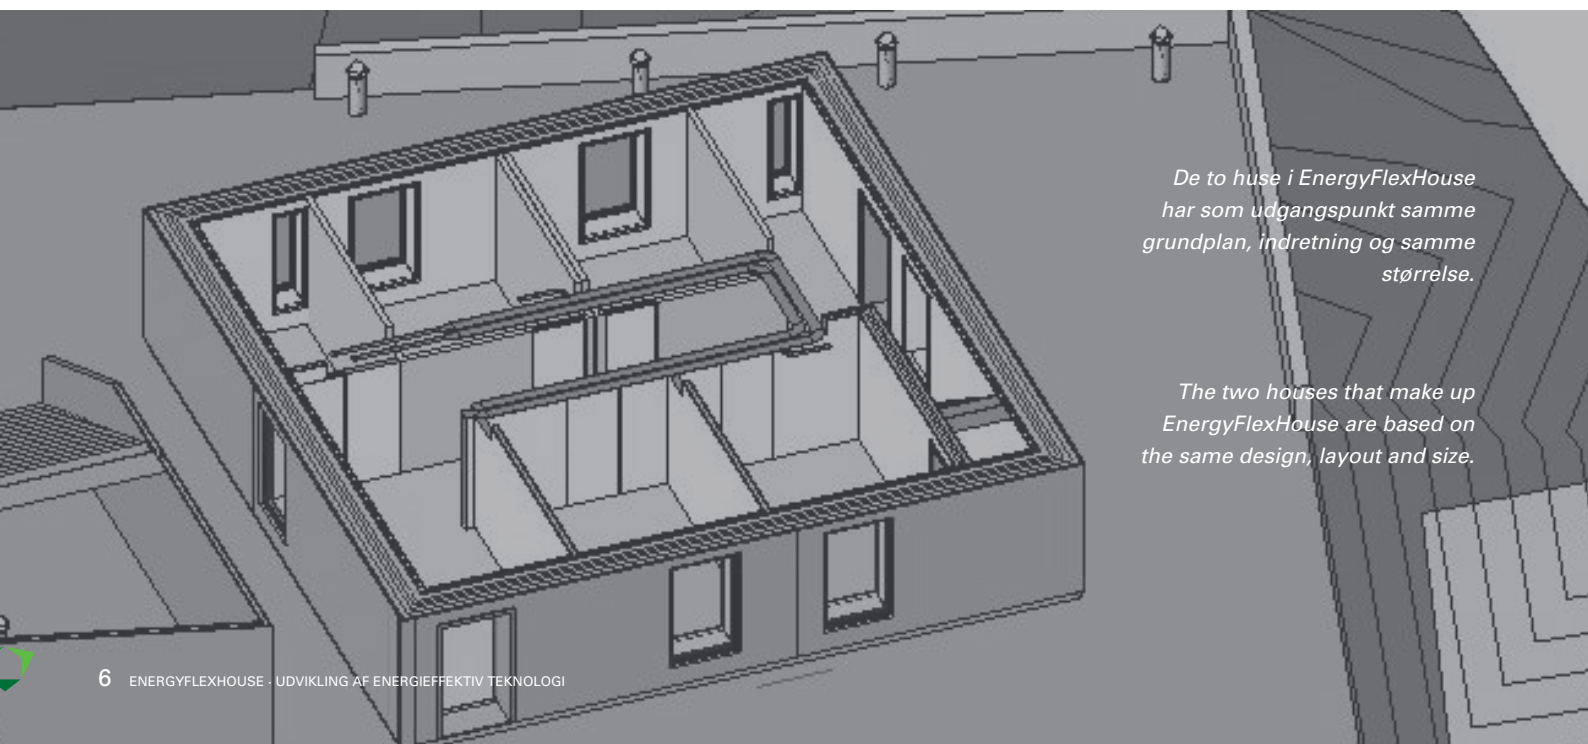 De to huse i EnergyFlexHouse
har som udgangspunkt samme
grundplan, indretning og samme
størrelse.
The two houses that make up
EnergyFlexHouse are based on
the same design, layout and size.
6 ENERGYFLEXHOUSE - UDVIKLING AF ENERGIEFFEKTIV TEKNOLOGI